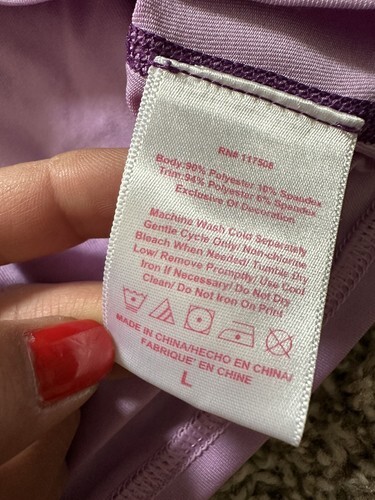 RN# 117508
Body:90% Polyester 10% Spandex
Trim:94% Polyester 6% Spandex
Exclusive Of Decoration
Machine Wash Cold Separately
Gentle Cycle Only/ Non-chlorine
Bleach When Needed/ Tumble Dry
Low/ Remove Promptly/ Use Cool
Iron If Necessary/ Do Not Dry
Clean/ Do Not Iron On Print
MADE IN CHINA/HECHO EN CHINA/
FABRIQUE' EN CHINE
L